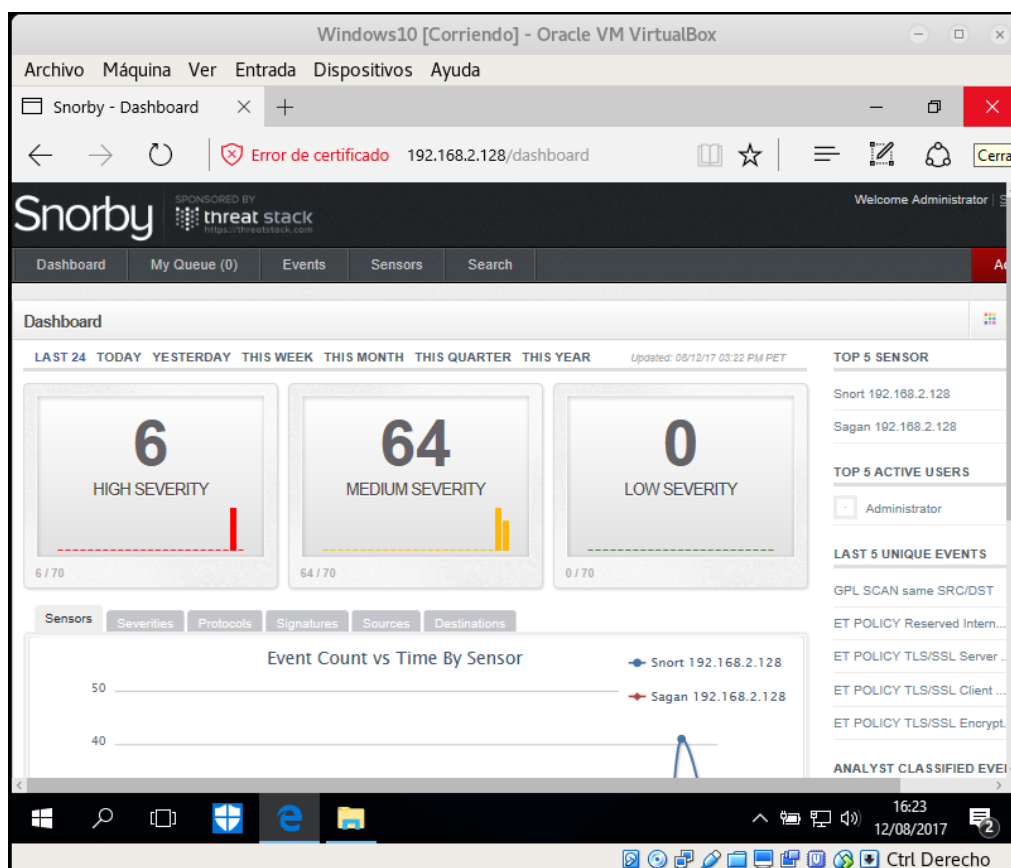 Windows10 [Corriendo] - Oracle VM VirtualBox
Archivo Máquina Ver Entrada Dispositivos Ayuda
Snorby - Dashboard
Error de certificado 192.168.2.128/dashboard
Cerra
Snorby
SPONSORED BY
threat stack
https://threatstack.com
Welcome Administrator | S
Dashboard My Queue (0) Events Sensors Search
Dashboard
LAST 24 TODAY YESTERDAY THIS WEEK THIS MONTH THIS QUARTER THIS YEAR
Updated: 08/12/17 03:22 PM PET
6
HIGH SEVERITY
6 / 70
64
MEDIUM SEVERITY
64 / 70
0
LOW SEVERITY
0 / 70
TOP 5 SENSOR
Snort 192.168.2.128
Sagan 192.168.2.128
TOP 5 ACTIVE USERS
Administrator
LAST 5 UNIQUE EVENTS
GPL SCAN same SRC/DST
ET POLICY Reserved Intern...
ET POLICY TLS/SSL Server ..
ET POLICY TLS/SSL Client ...
ET POLICY TLS/SSL Encrypt.
ANALYST CLASSIFIED EVE
Sensors Severities Protocols Signatures Sources Destinations
Event Count vs Time By Sensor
Snort 192.168.2.128
Sagan 192.168.2.128
50
40
16:23
12/08/2017
2
Ctrl Derecho